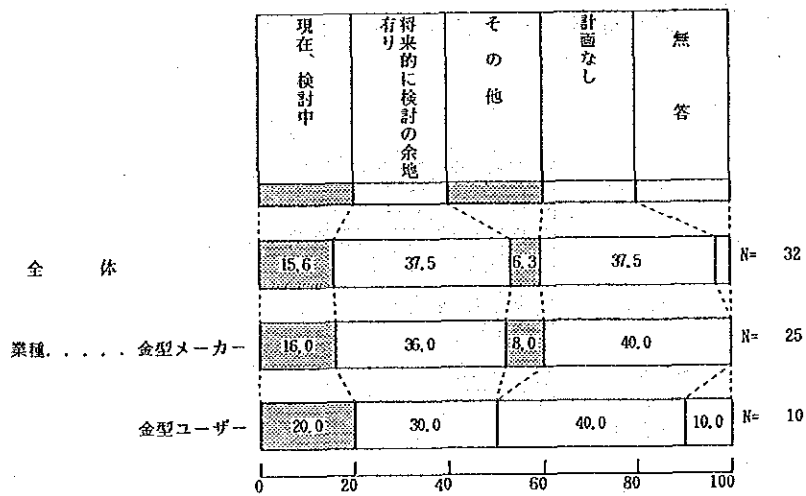 現在、検討中
将来的に検討の余地
有り
その他
計画なし
無答
全体
15.6
37.5
6.3
37.5
N= 32
業種.....金型メーカー
16.0
36.0
8.0
40.0
N= 25
金型ユーザー
20.0
30.0
40.0
10.0
N= 10
0 20 40 60 80 100